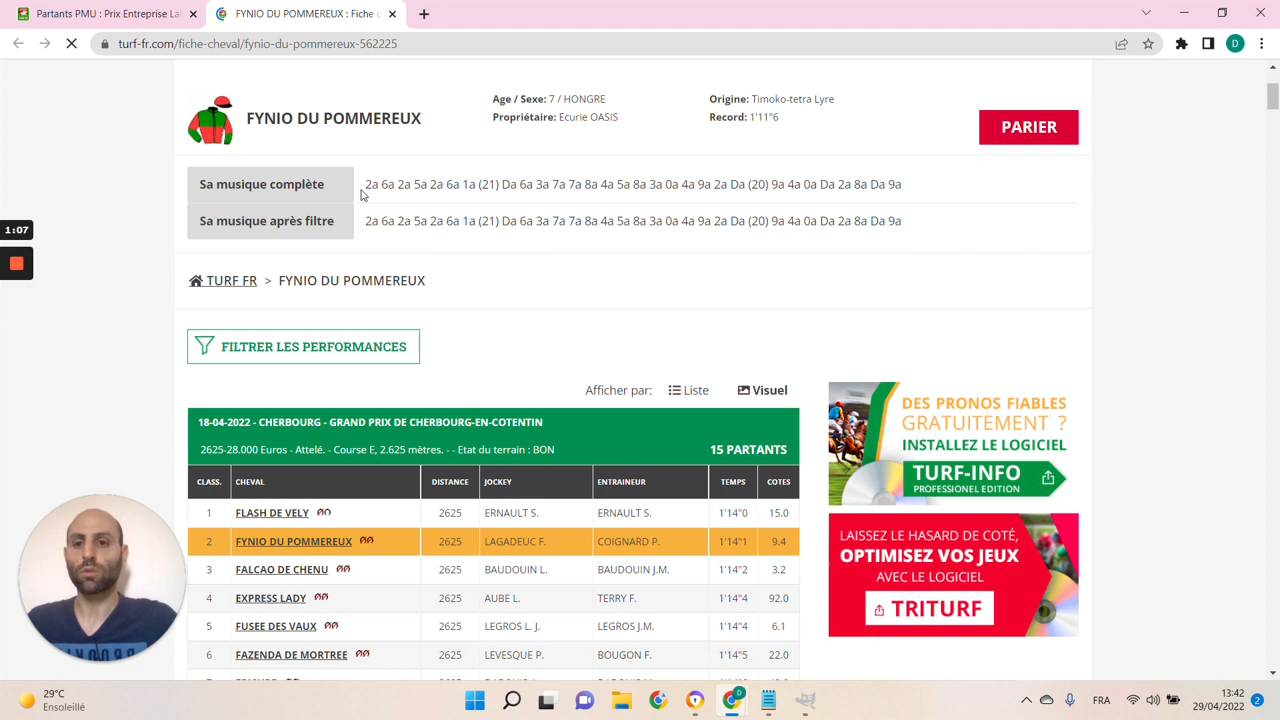 Partants PMU : Prix Entreprise La
FYNIO DU POMMEREUX : Fiche c
turf-fr.com/fiche-cheval/fynio-du-pommereux-562225
D
FYNIO DU POMMEREUX
Age / Sexe: 7 / HONGRE
Propriétaire: Ecurie OASIS
Origine: Timoko-tetra Lyre
Record: 1'11"6
PARIER
Sa musique complète 2a 6a 2a 5a 2a 6a 1a (21) Da 6a 3a 7a 7a 8a 4a 5a 8a 3a 0a 4a 9a 2a Da (20) 9a 4a 0a Da 2a 8a Da 9a
Sa musique après filtre 2a 6a 2a 5a 2a 6a 1a (21) Da 6a 3a 7a 7a 8a 4a 5a 8a 3a 0a 4a 9a 2a Da (20) 9a 4a 0a Da 2a 8a Da 9a
1:07
TURF FR > FYNIO DU POMMEREUX
FILTRER LES PERFORMANCES
Afficher par: Liste Visuel
18-04-2022 - CHERBOURG - GRAND PRIX DE CHERBOURG-EN-COTENTIN
2625-28.000 Euros - Attelé. - Course E, 2.625 mètres. - - Etat du terrain : BON 15 PARTANTS
CLASS. CHEVAL DISTANCE JOCKEY ENTRAINEUR TEMPS COTES
FLASH DE VELY 2625 ERNAULT S. ERNAULT S. 1'14"0 15.0
2 FYNIO DU POMMEREUX 2625 LAGADEUC F. COIGNARD P. 1'14"1 9.4
FALCAO DE CHENU 2625 BAUDOUIN L. BAUDOUIN J.M. 1'14"2 3.2
4 EXPRESS LADY 2625 AUBE L. TERRY F. 1'14"4 92.0
5 FUSEE DES VAUX 2625 LEGROS L. J. LEGROS J.M. 1'14"4 6.1
6 FAZENDA DE MORTREE 2625 LEVESQUE P. BOUGON F. 1'14"5 22.0
DES PRONOS FIABLES
GRATUITEMENT ?
INSTALLEZ LE LOGICIEL
TURF-INFO
PROFESSIONEL EDITION
LAISSEZ LE HASARD DE COTÉ,
OPTIMISEZ VOS JEUX
AVEC LE LOGICIEL
TRITURF
29°C
Ensoleillé
D
FRA
13:42
29/04/2022
2